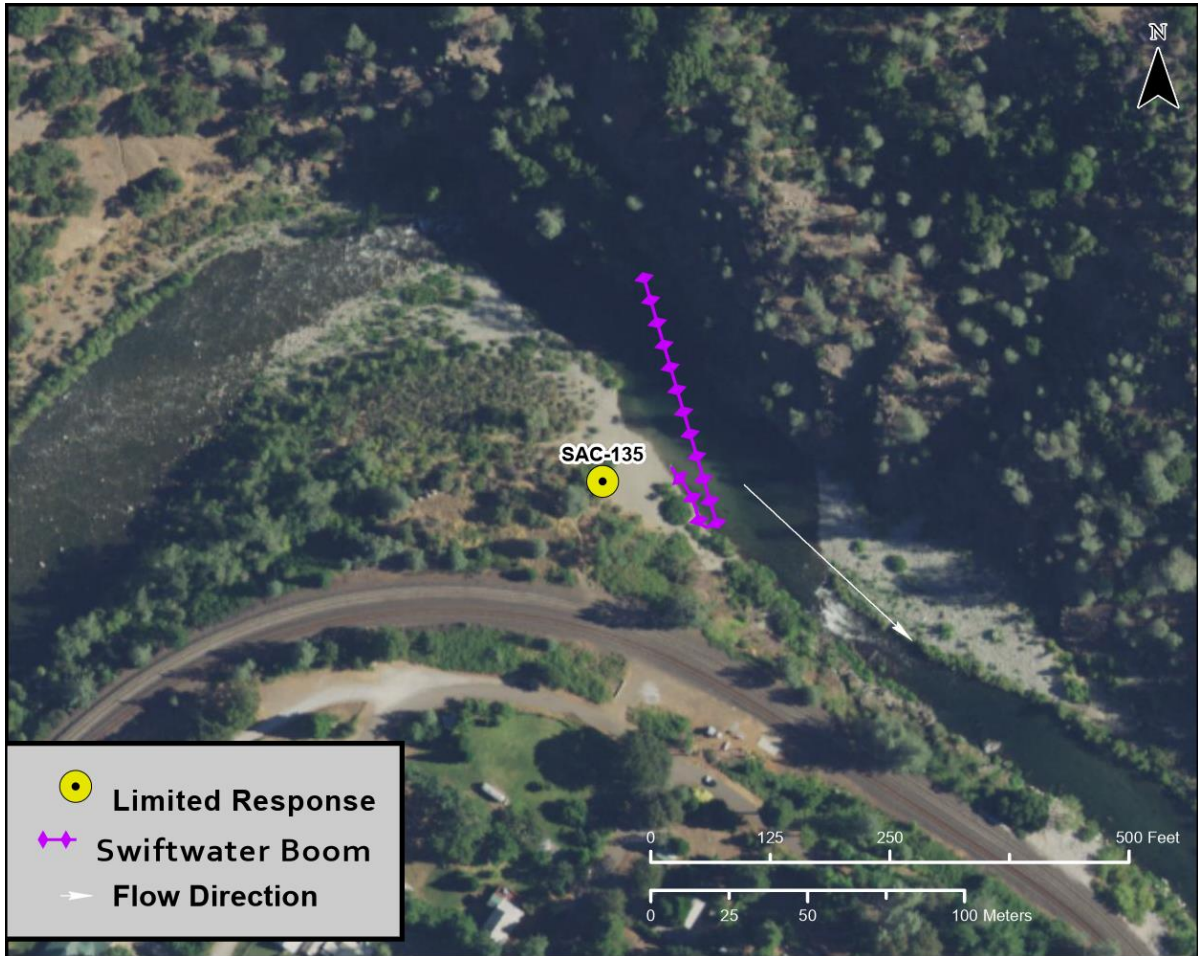 N
SAC-135
Limited Response
Swiftwater Boom
Flow Direction
0 125 250 500 Feet
0 25 50 100 Meters